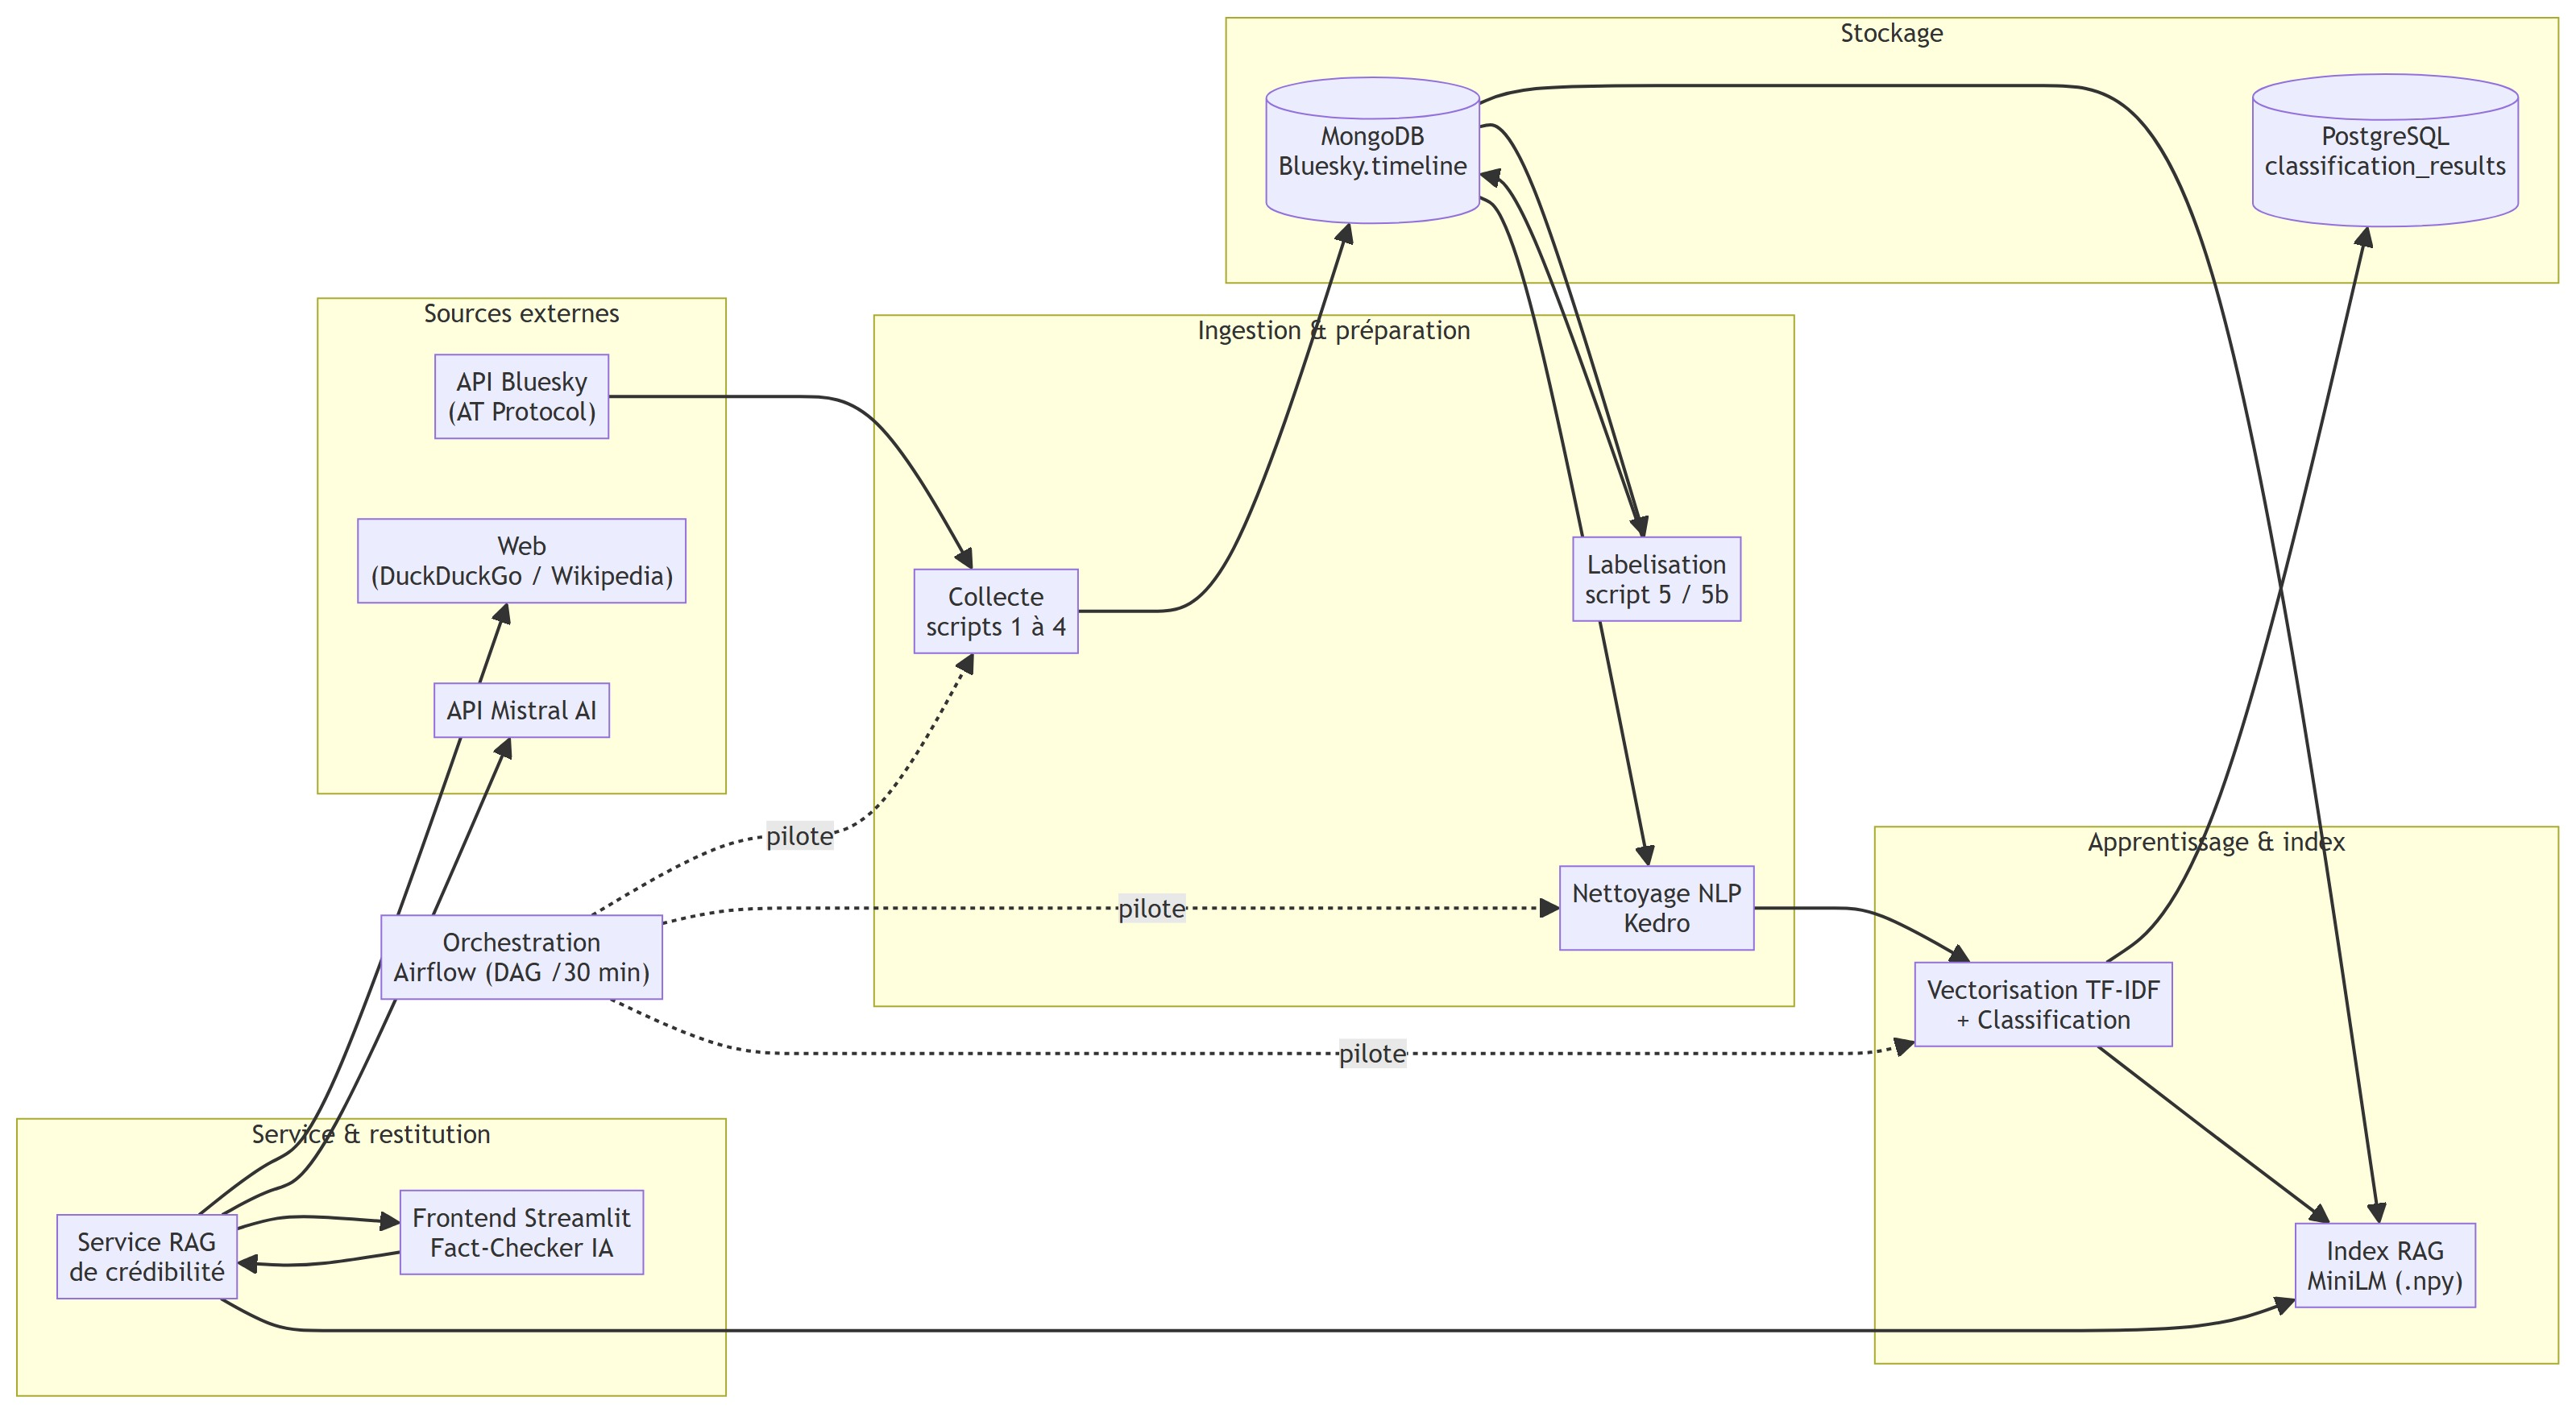 Stockage
MongoDB
Bluesky.timeline
PostgreSQL
classification_results
Sources externes
API Bluesky
(AT Protocol)
Web
(DuckDuckGo / Wikipedia)
API Mistral AI
Ingestion & préparation
Collecte
scripts 1 à 4
Labelisation
script 5 / 5b
Nettoyage NLP
Kedro
pilote
pilote
pilote
Orchestration
Airflow (DAG /30 min)
Apprentissage & index
Vectorisation TF-IDF
+ Classification
Index RAG
MiniLM (.npy)
Service & restitution
Service RAG
de crédibilité
Frontend Streamlit
Fact-Checker IA